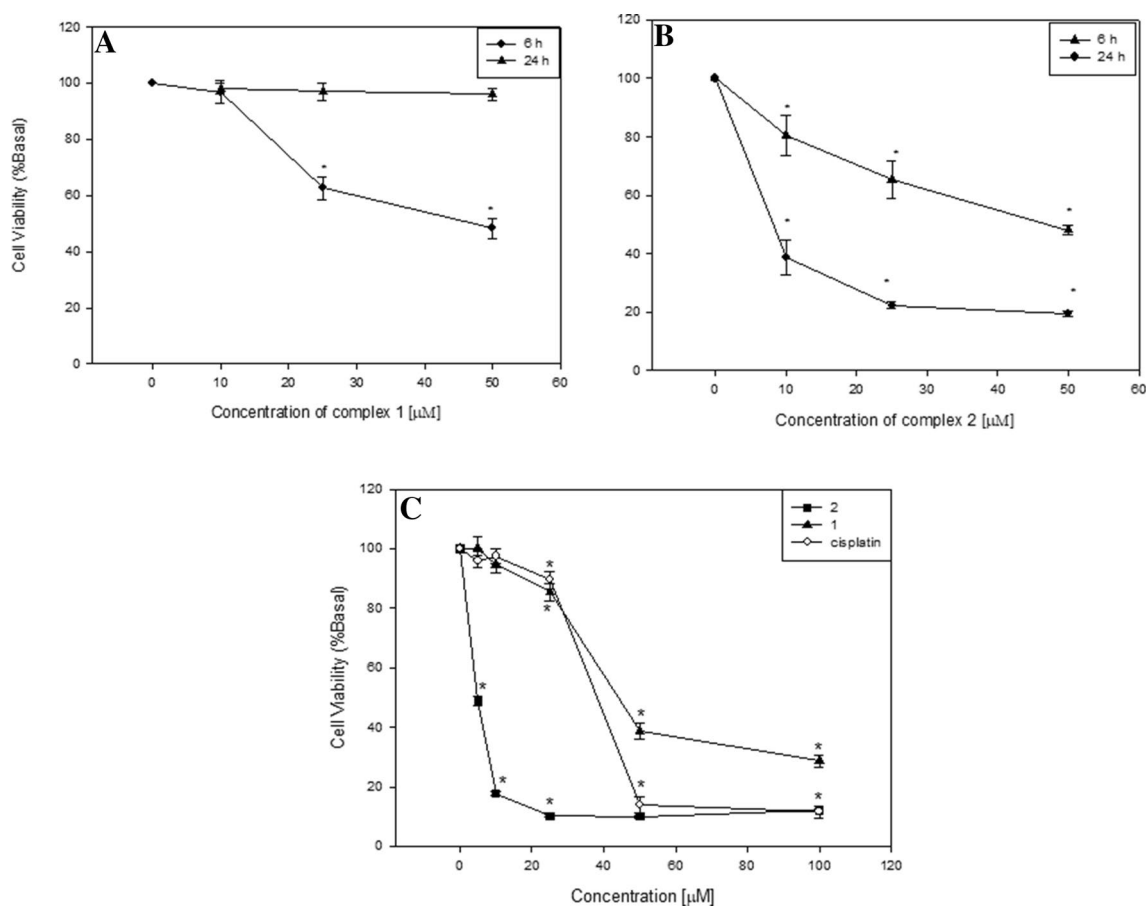 A
120
100
80
60
40
20
0
Cell Viability (%Basal)
6 h
24 h
*
*
0 10 20 30 40 50 60
Concentration of complex 1 [µM]
B
120
100
80
60
40
20
0
6 h
24 h
*
*
*
*
*
*
0 10 20 30 40 50 60
Concentration of complex 2 [µM]
C
120
100
80
60
40
20
0
Cell Viability (%Basal)
2
1
cisplatin
*
*
*
*
*
*
*
*
*
0 20 40 60 80 100 120
Concentration [µM]